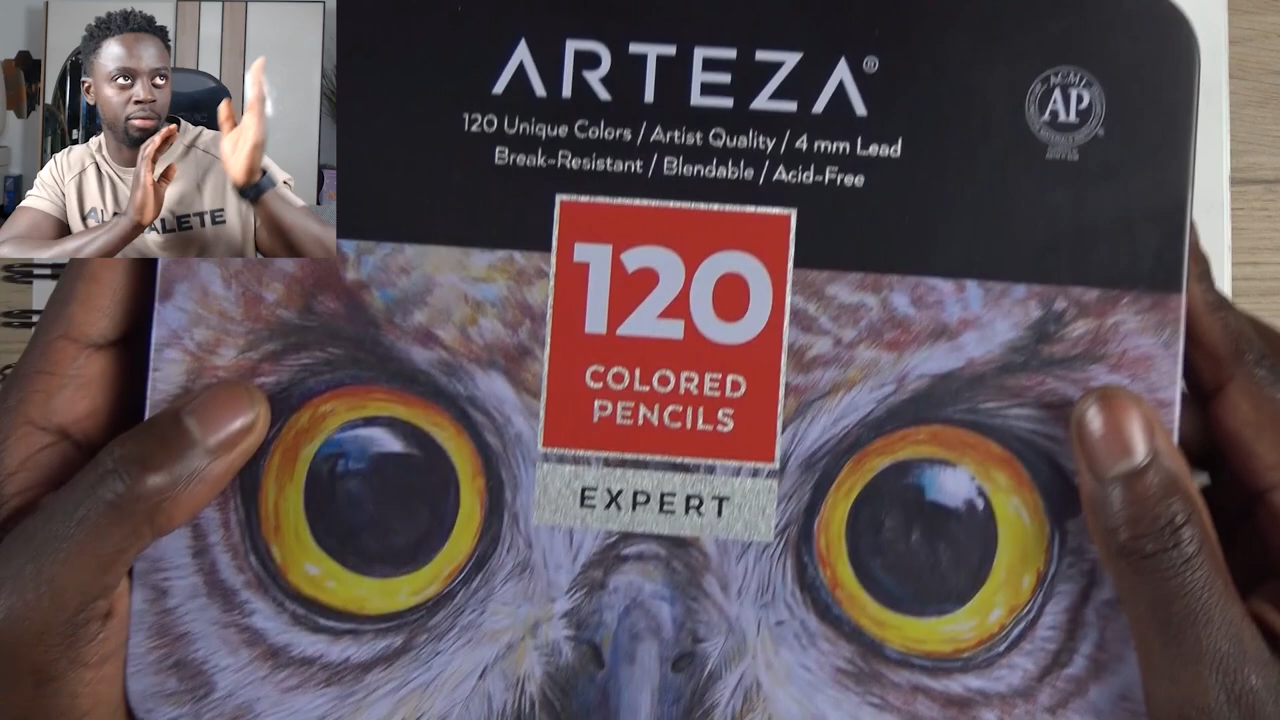 ARTEZA®
120 Unique Colors / Artist Quality / 4 mm Lead
Break-Resistant / Blendable / Acid-Free
ACMI
AP
120
COLORED
PENCILS
EXPERT